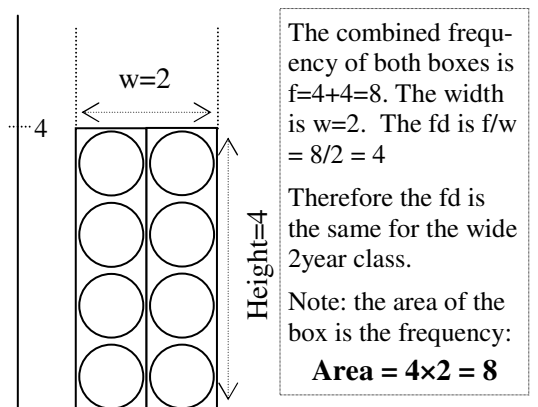 w=2
4
Height=4
The combined frequ-
ency of both boxes is
f=4+4=8. The width
is w=2.  The fd is f/w
= 8/2 = 4
Therefore the fd is
the same for the wide
2year class.
Note: the area of the
box is the frequency:
Area = 4×2 = 8